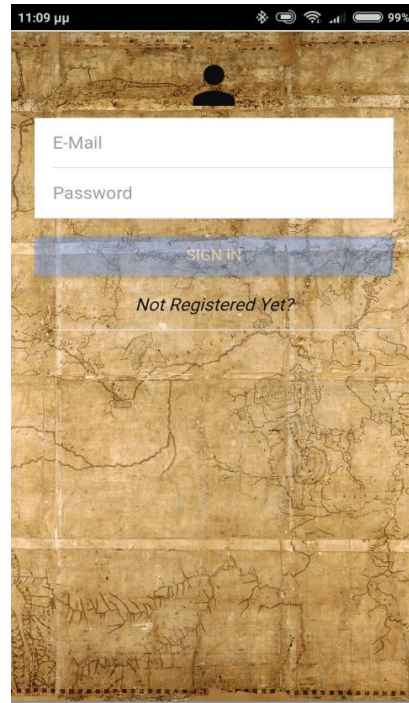 11:09 μμ 99%
E-Mail
Password
SIGN IN
Not Registered Yet?